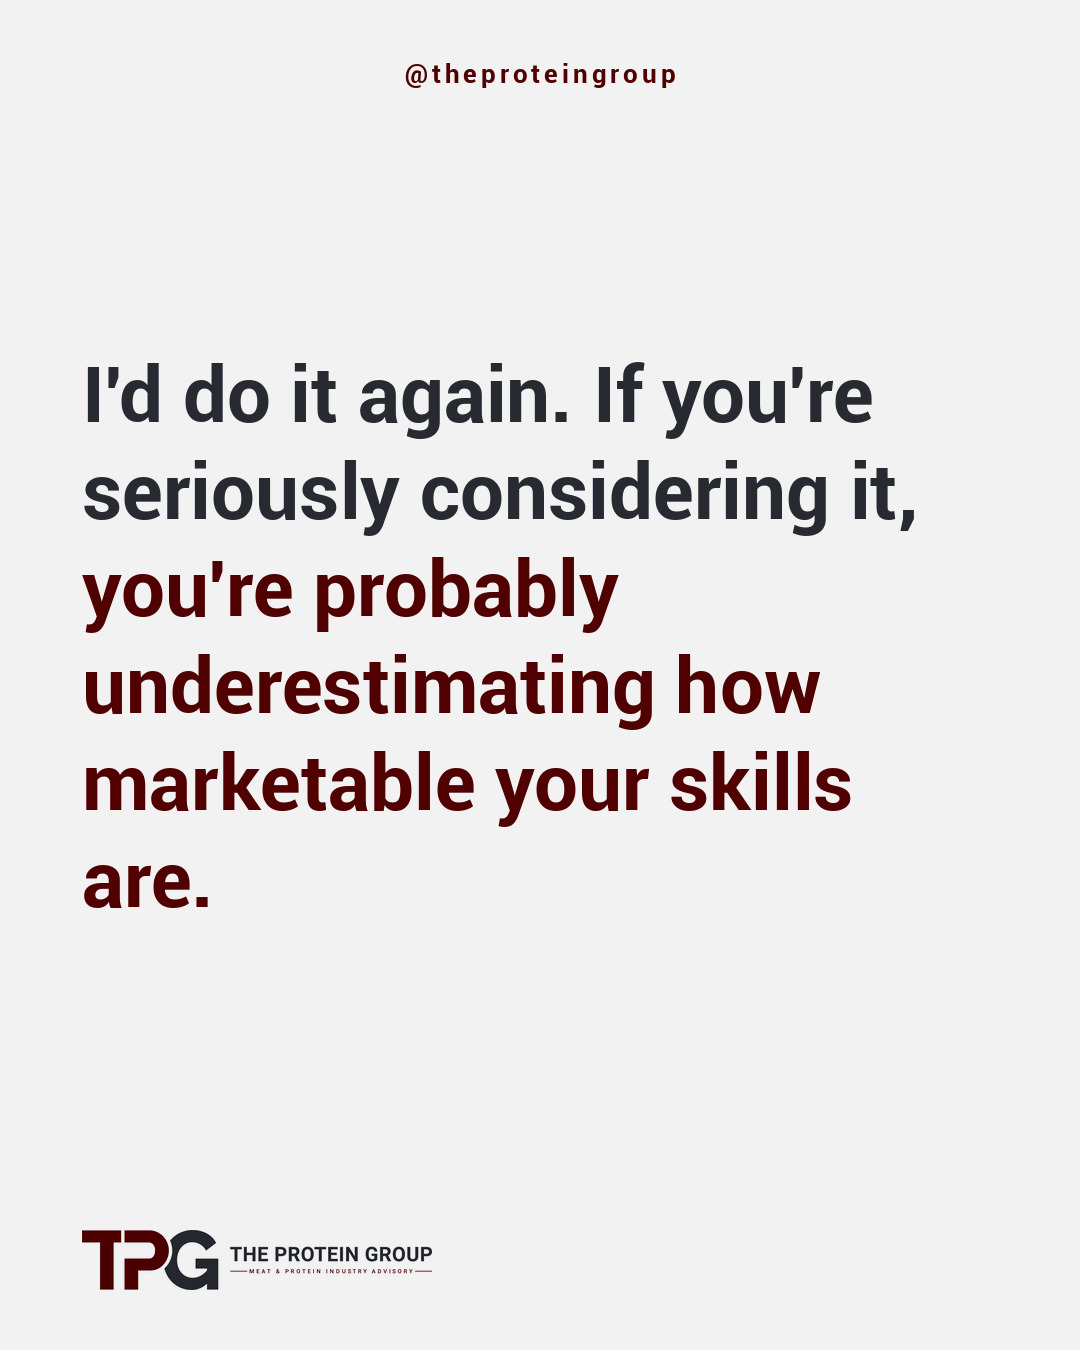 @theproteingroup
I'd do it again. If you're
seriously considering it,
you're probably
underestimating how
marketable your skills
are.
TPG
THE PROTEIN GROUP
MEAT & PROTEIN INDUSTRY ADVISORY